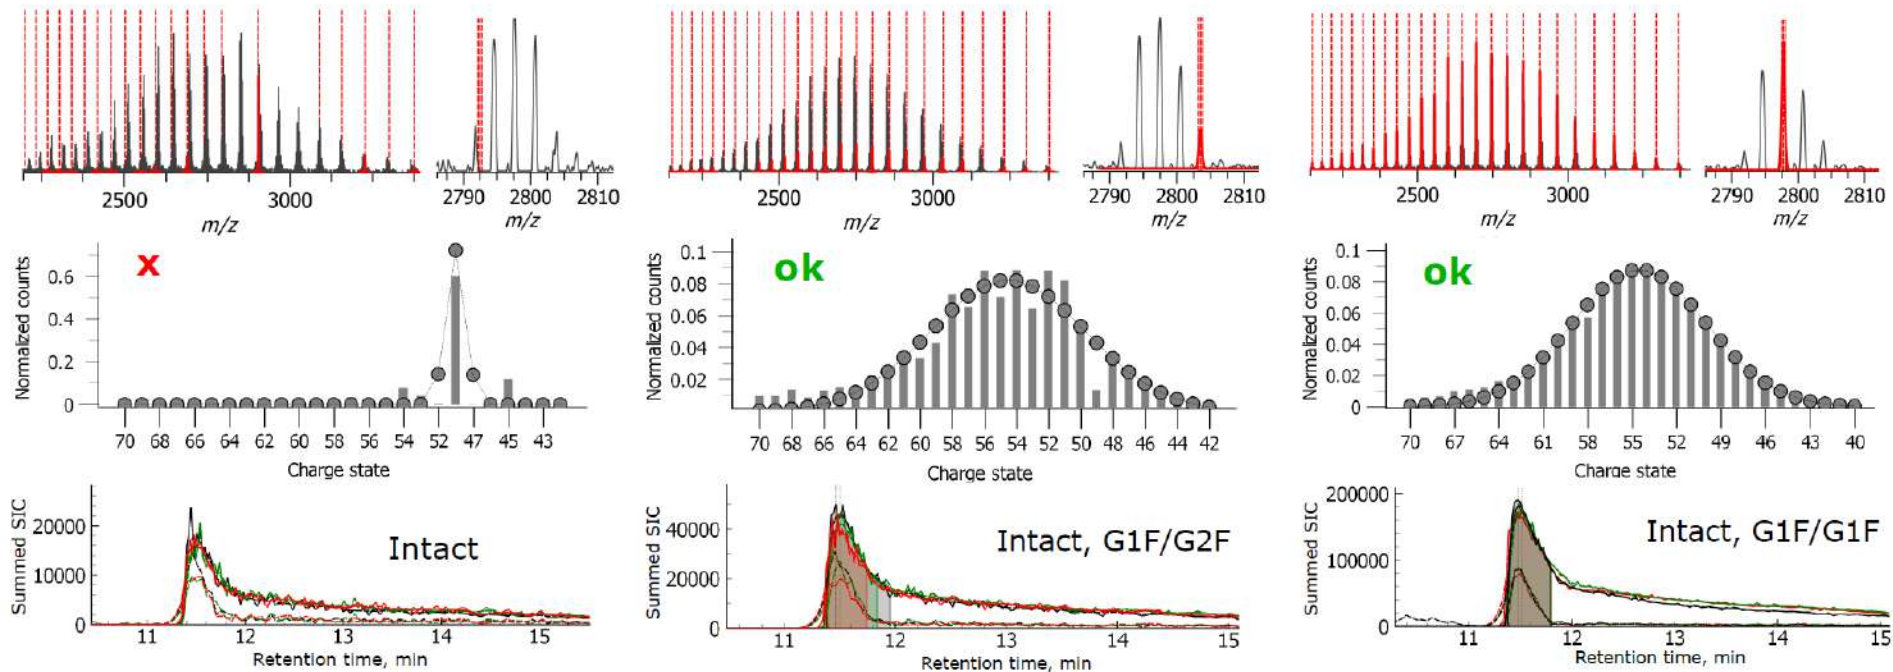 2500 3000
m/z
2790 2800 2810
m/z
2500 3000
m/z
2790 2800 2810
m/z
2500 3000
m/z
2790 2800 2810
m/z
x
Normalized counts
0.6
0.4
0.2
0
70 68 66 64 62 60 58 56 54 52 47 45 43
Charge state
ok
Normalized counts
0.1
0.08
0.06
0.04
0.02
70 68 66 64 62 60 58 56 54 52 50 48 46 44 42
Charge state
ok
Normalized counts
0.1
0.08
0.06
0.04
0.02
0
70 67 64 61 58 55 52 49 46 43 40
Charge state
Intact
Summed SIC
20000
10000
0
11 12 13 14 15
Retention time, min
Intact, G1F/G2F
Summed SIC
40000
20000
0
11 12 13 14 15
Retention time, min
Intact, G1F/G1F
Summed SIC
200000
100000
0
11 12 13 14 15
Retention time, min